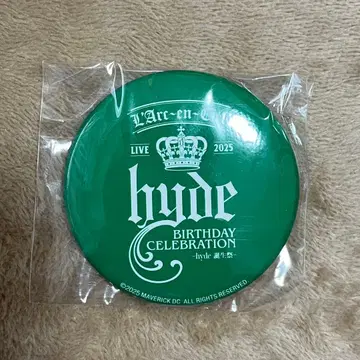 L'Arc~en~Ciel
LIVE 2025
hyde
BIRTHDAY
CELEBRATION
-hyde 誕生祭-
©2025 MAVERICK DC ALL RIGHTS RESERVED